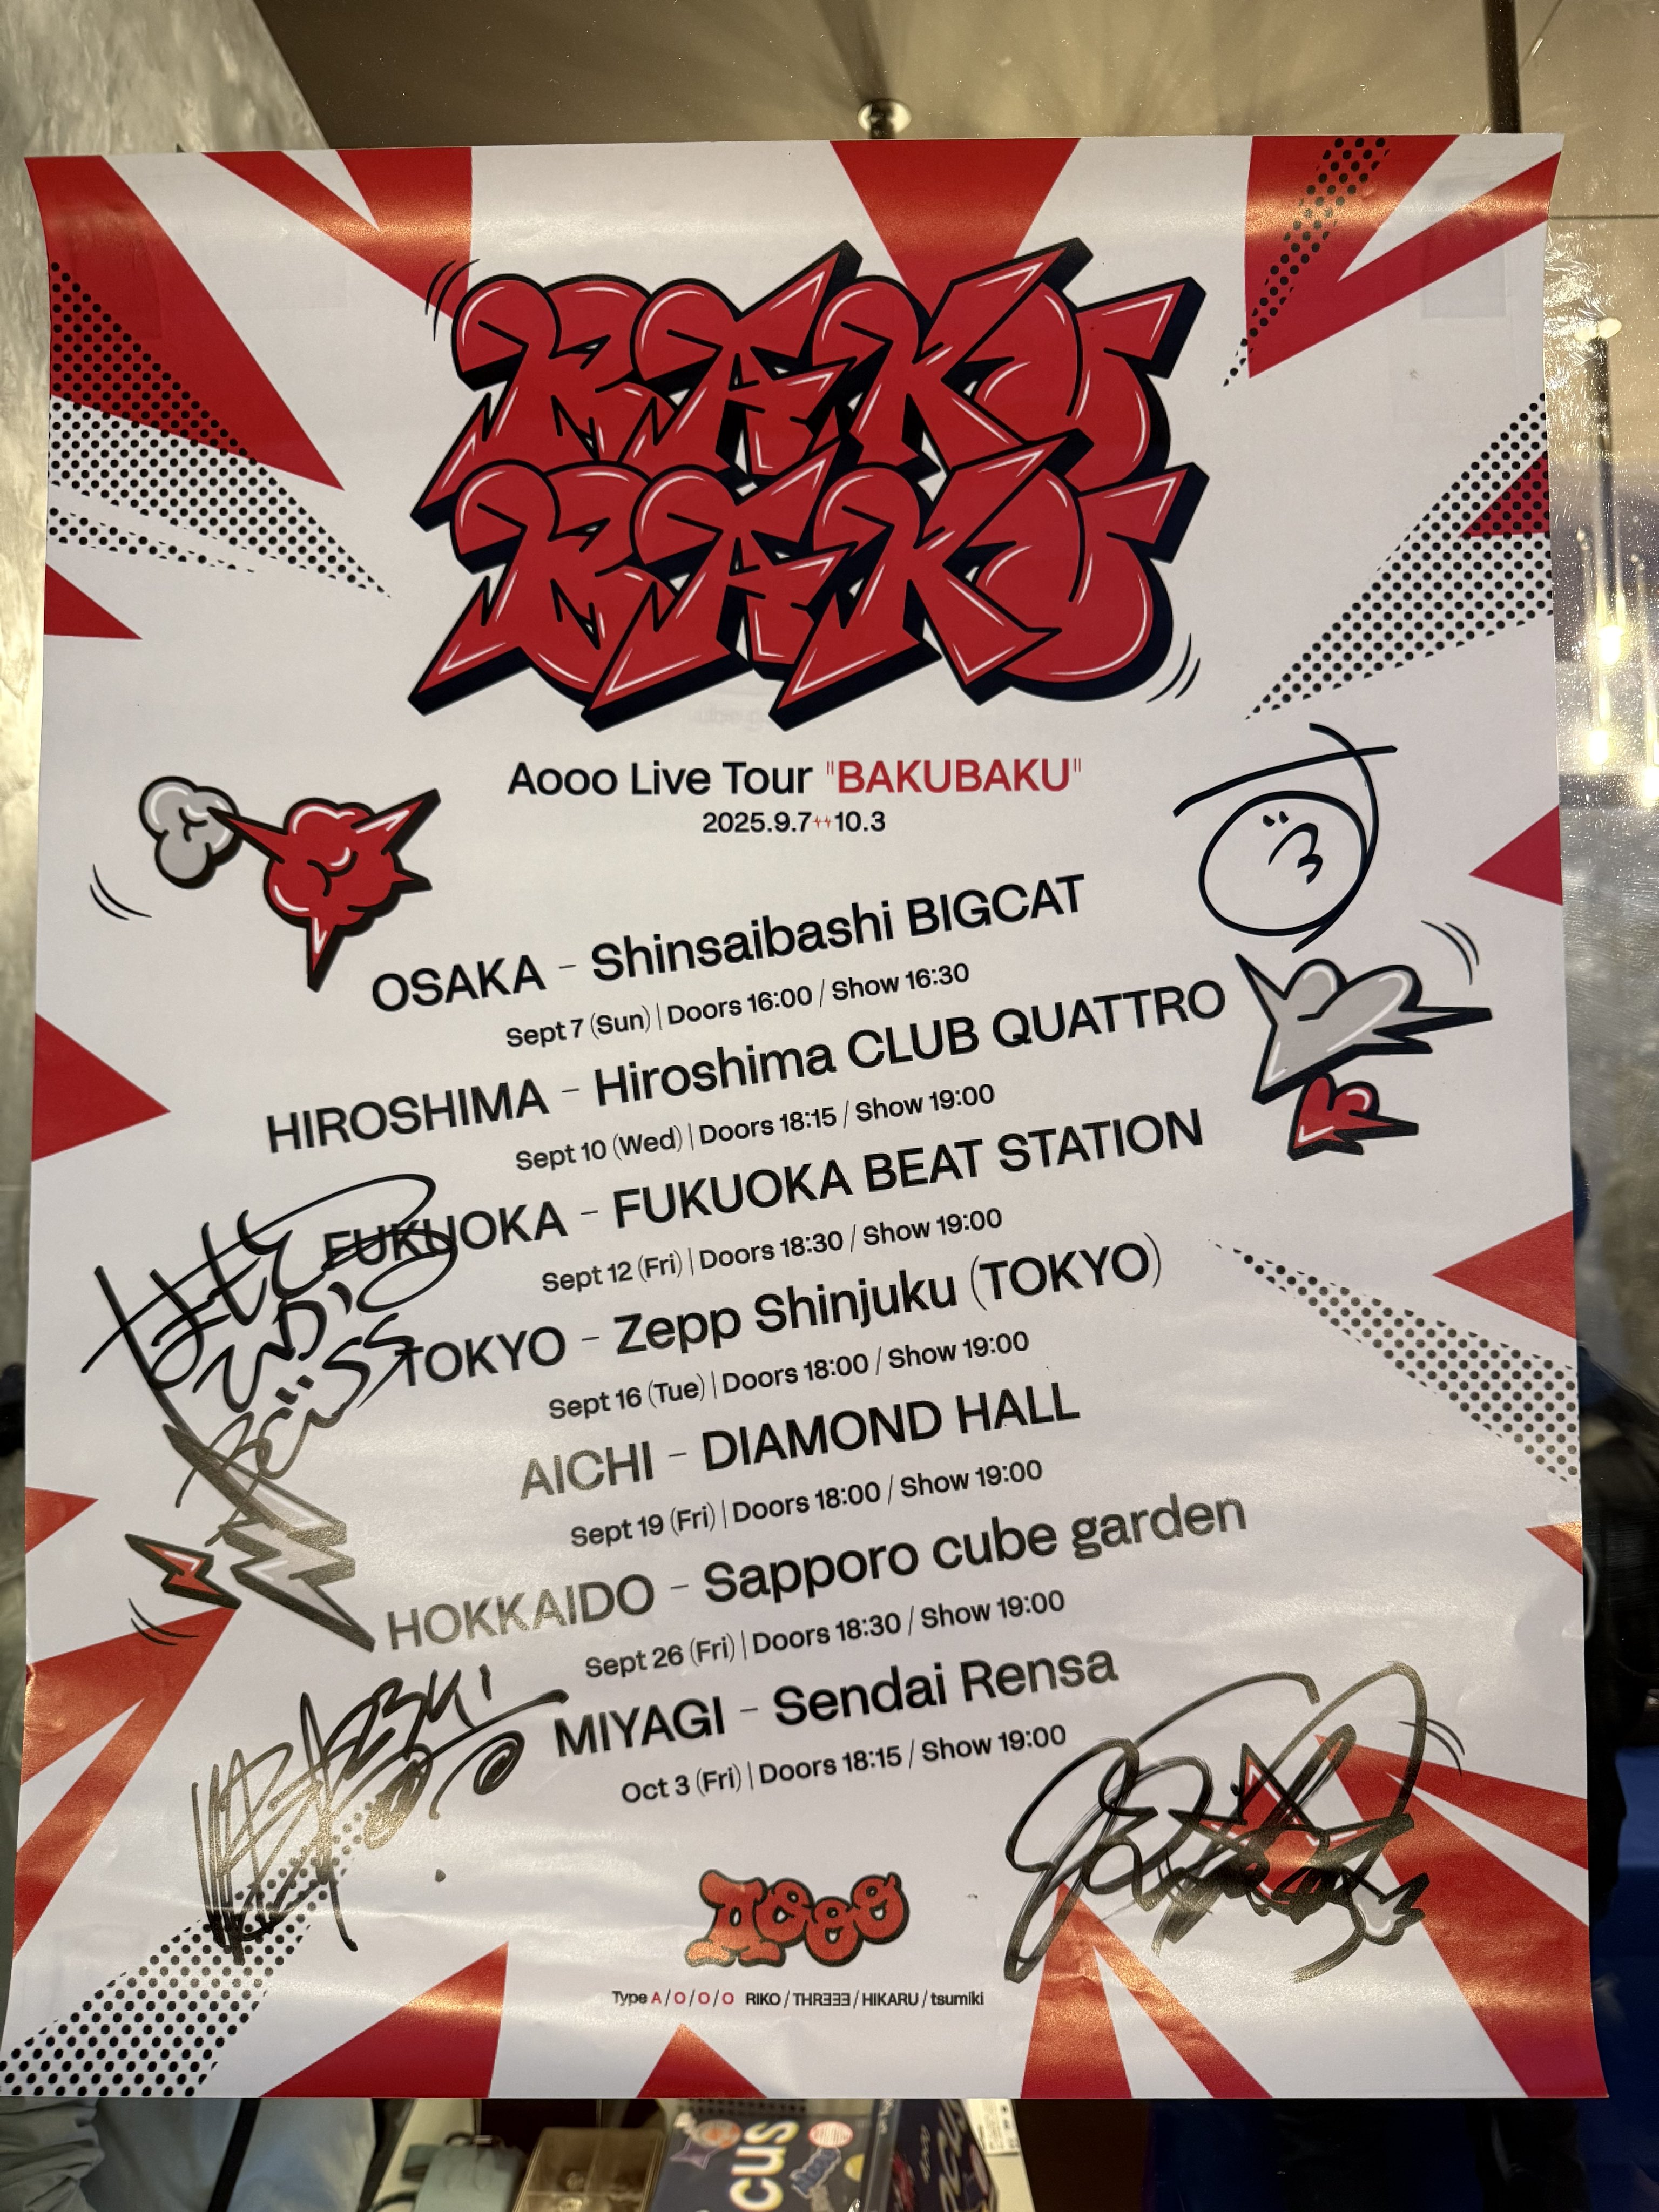 BAKU
BAKU
Aooo Live Tour "BAKUBAKU"
2025.9.7 10.3
OSAKA - Shinsaibashi BIGCAT
Sept 7 (Sun) | Doors 16:00 / Show 16:30
HIROSHIMA - Hiroshima CLUB QUATTRO
Sept 10 (Wed) | Doors 18:15 / Show 19:00
FUKUOKA - FUKUOKA BEAT STATION
Sept 12 (Fri) | Doors 18:30 / Show 19:00
TOKYO - Zepp Shinjuku (TOKYO)
Sept 16 (Tue) | Doors 18:00 / Show 19:00
AICHI - DIAMOND HALL
Sept 19 (Fri) | Doors 18:00 / Show 19:00
HOKKAIDO - Sapporo cube garden
Sept 26 (Fri) | Doors 18:30 / Show 19:00
MIYAGI - Sendai Rensa
Oct 3 (Fri) | Doors 18:15 / Show 19:00
Aooo
Type A / O / O / O RIKO / THRƎƎƎ / HIKARU / tsumiki
cus